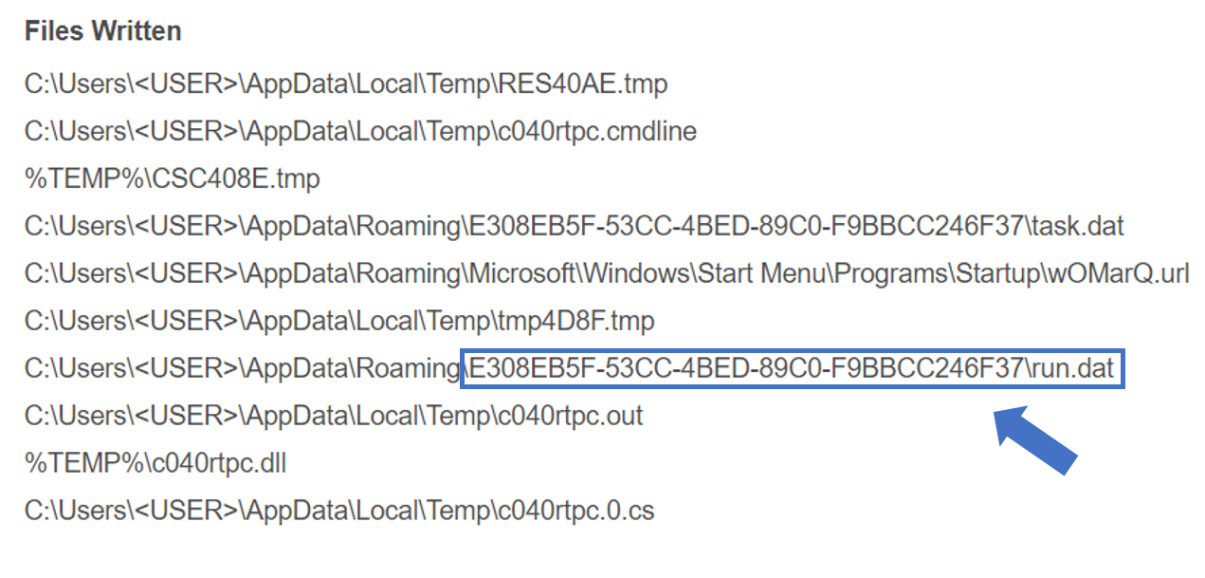 Files Written
C:\Users\<USER>\AppData\Local\Temp\RES40AE.tmp
C:\Users\<USER>\AppData\Local\Temp\c040rtpc.cmdline
%TEMP%\CSC408E.tmp
C:\Users\<USER>\AppData\Roaming\E308EB5F-53CC-4BED-89C0-F9BBCC246F37\task.dat
C:\Users\<USER>\AppData\Roaming\Microsoft\Windows\Start Menu\Programs\Startup\wOMarQ.url
C:\Users\<USER>\AppData\Local\Temp\tmp4D8F.tmp
C:\Users\<USER>\AppData\Roaming\E308EB5F-53CC-4BED-89C0-F9BBCC246F37\run.dat
C:\Users\<USER>\AppData\Local\Temp\c040rtpc.out
%TEMP%\c040rtpc.dll
C:\Users\<USER>\AppData\Local\Temp\c040rtpc.0.cs